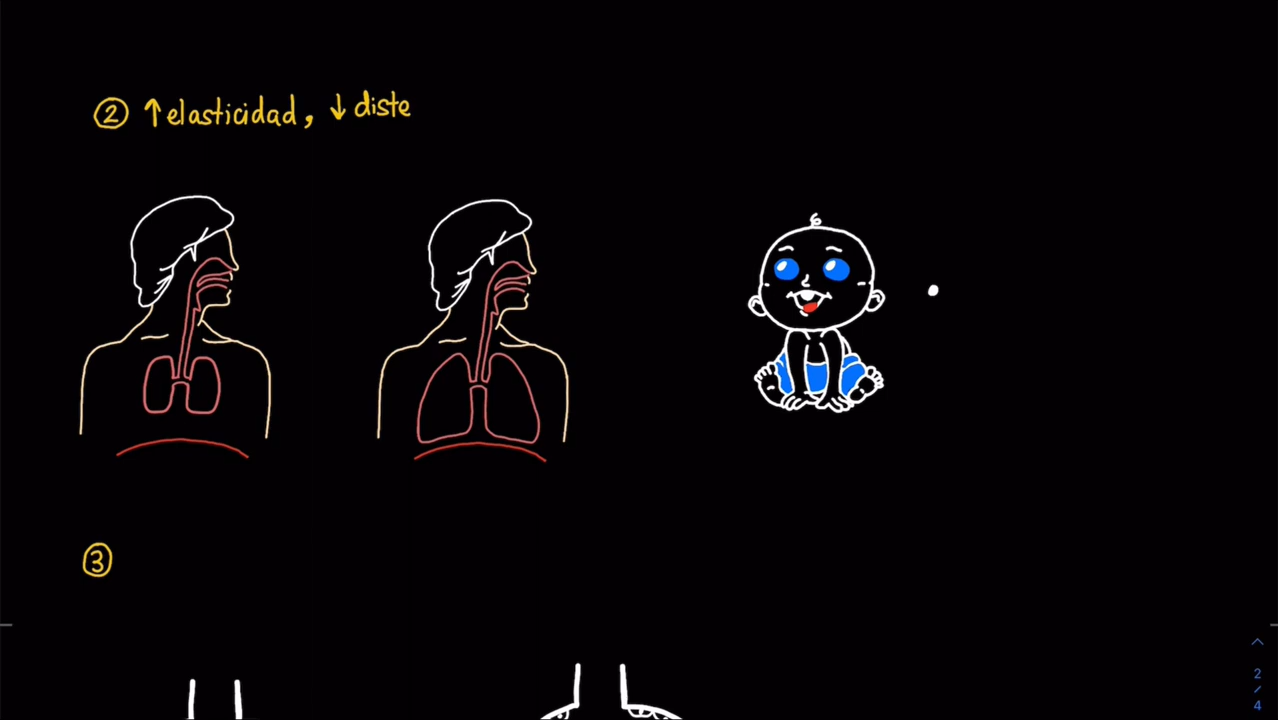 ② ↑ elasticidad, ↓ diste
③
2
/
4